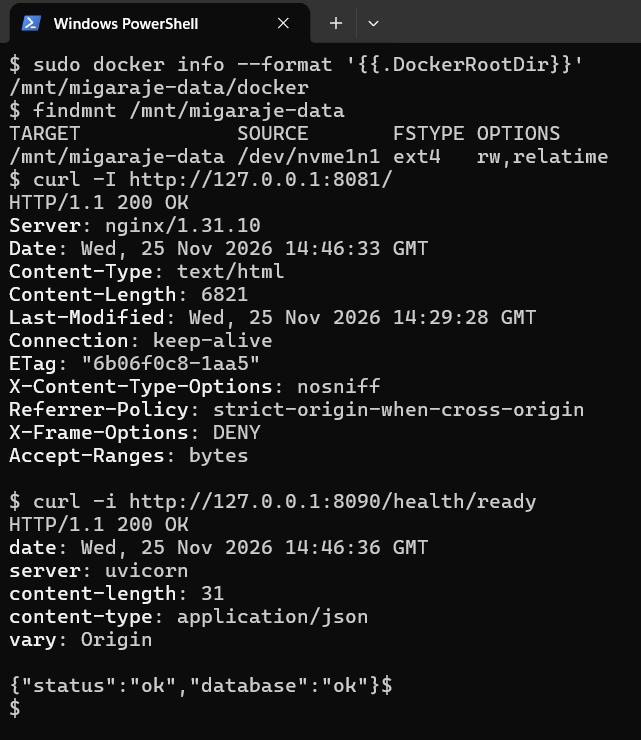 Windows PowerShell
$ sudo docker info --format '{{.DockerRootDir}}'
/mnt/migaraje-data/docker
$ findmnt /mnt/migaraje-data
TARGET             SOURCE       FSTYPE OPTIONS
/mnt/migaraje-data /dev/nvme1n1 ext4   rw,relatime
$ curl -I http://127.0.0.1:8081/
HTTP/1.1 200 OK
Server: nginx/1.31.10
Date: Wed, 25 Nov 2026 14:46:33 GMT
Content-Type: text/html
Content-Length: 6821
Last-Modified: Wed, 25 Nov 2026 14:29:28 GMT
Connection: keep-alive
ETag: "6b06f0c8-1aa5"
X-Content-Type-Options: nosniff
Referrer-Policy: strict-origin-when-cross-origin
X-Frame-Options: DENY
Accept-Ranges: bytes

$ curl -i http://127.0.0.1:8090/health/ready
HTTP/1.1 200 OK
date: Wed, 25 Nov 2026 14:46:36 GMT
server: uvicorn
content-length: 31
content-type: application/json
vary: Origin

{"status":"ok","database":"ok"}$
$